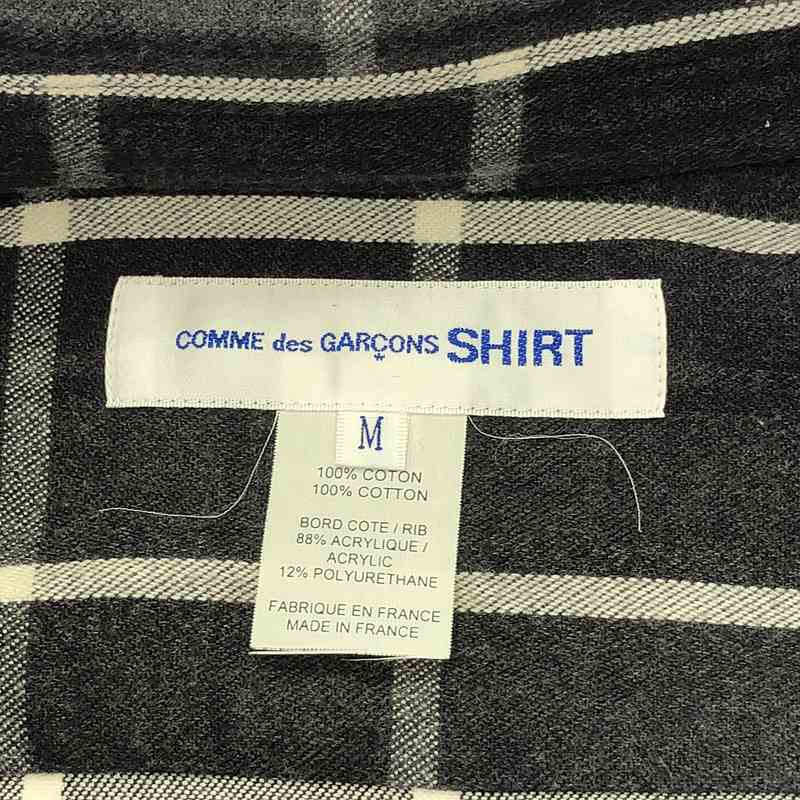 COMME des GARÇONS SHIRT
M
100% COTON
100% COTTON
BORD COTE / RIB
88% ACRYLIQUE /
ACRYLIC
12% POLYURETHANE
FABRIQUE EN FRANCE
MADE IN FRANCE